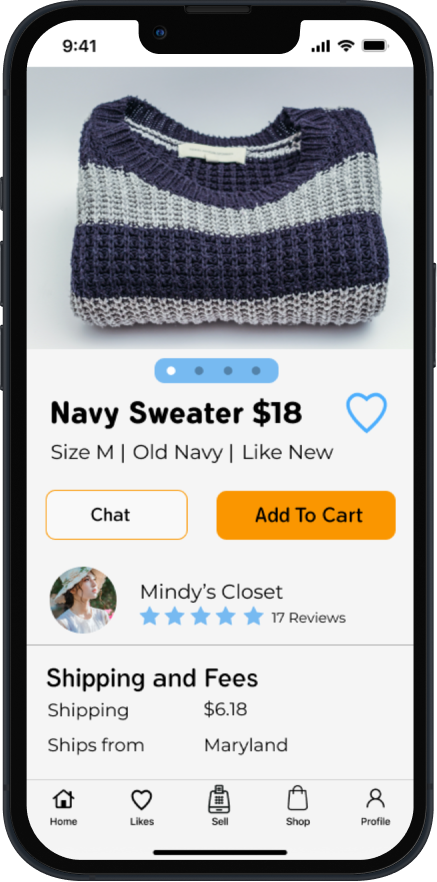 9:41
Navy Sweater $18
Size M | Old Navy | Like New
Chat
Add To Cart
Mindy's Closet
17 Reviews
Shipping and Fees
Shipping $6.18
Ships from Maryland
Home Likes Sell Shop Profile